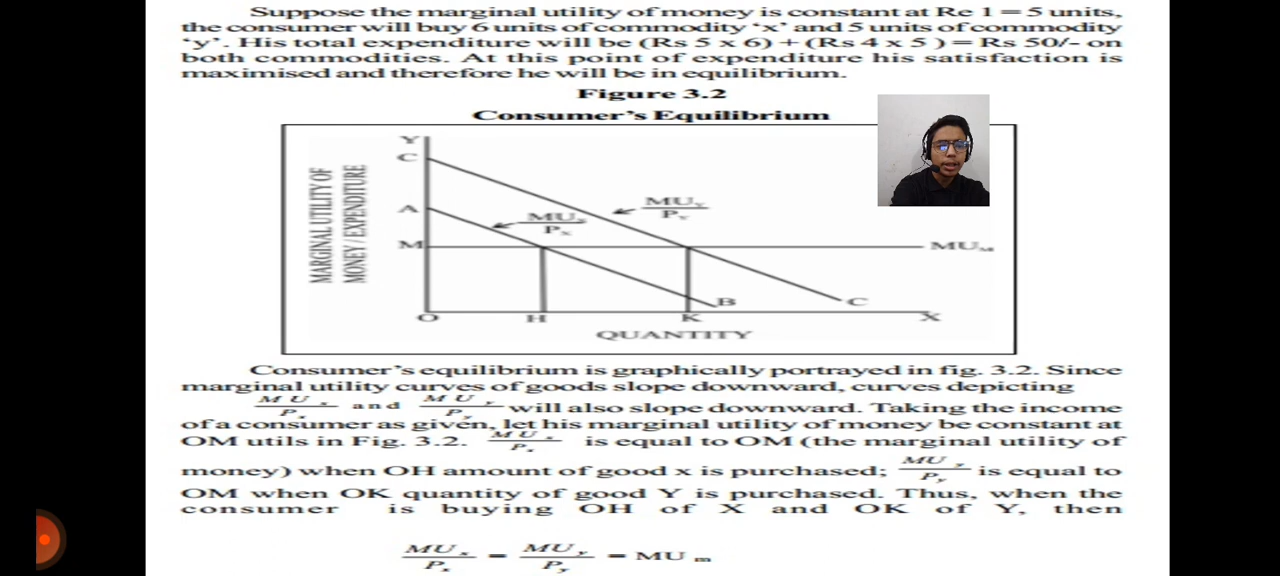 Suppose the marginal utility of money is constant at Re 1 = 5 units,
the consumer will buy 6 units of commodity ‘x’ and 5 units of commodity
‘y’. His total expenditure will be (Rs 5 x 6) + (Rs 4 x 5 ) = Rs 50/- on
both commodities. At this point of expenditure his satisfaction is
maximised and therefore he will be in equilibrium.
Figure 3.2
Consumer’s Equilibrium
MARGINAL UTILITY OF
MONEY / EXPENDITURE
Y
C
A
M
MUx
Px
MUY
PY
MUM
B
C
O
H
K
X
QUANTITY
Consumer’s equilibrium is graphically portrayed in fig. 3.2. Since
marginal utility curves of goods slope downward, curves depicting
MUx/Px and MUy/Py will also slope downward. Taking the income
of a consumer as given, let his marginal utility of money be constant at
OM utils in Fig. 3.2. MUx/Px is equal to OM (the marginal utility of
money) when OH amount of good x is purchased; MUy/Py is equal to
OM when OK quantity of good Y is purchased. Thus, when the
consumer is buying OH of X and OK of Y, then
MUx/Px = MUy/Py = MU m